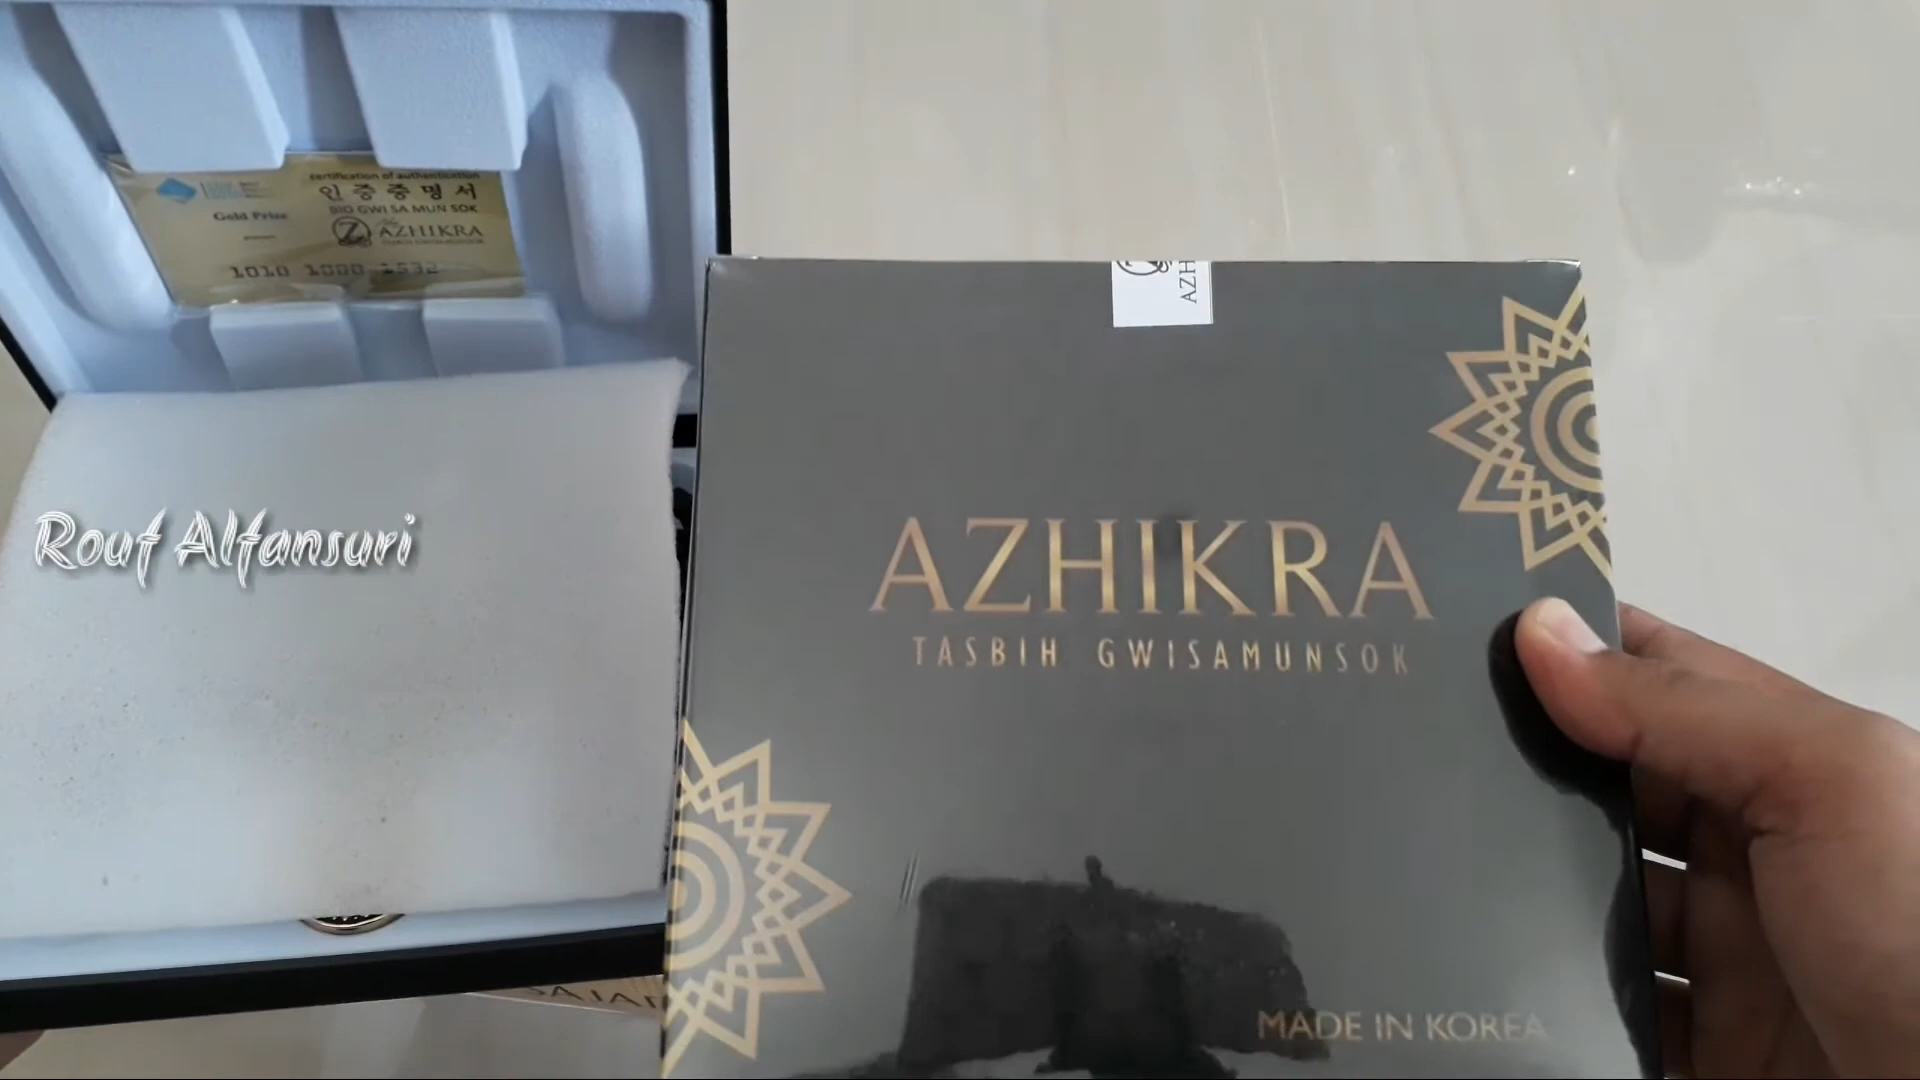 certification of authentication
인증증명서
BIO GWI SA MUN SOK
Gold Prize
AZHIKRA
1010 1000 1532
AZH
Rouf Alfansuri
AZHIKRA
TASBIH GWISAMUNSOK
MADE IN KOREA